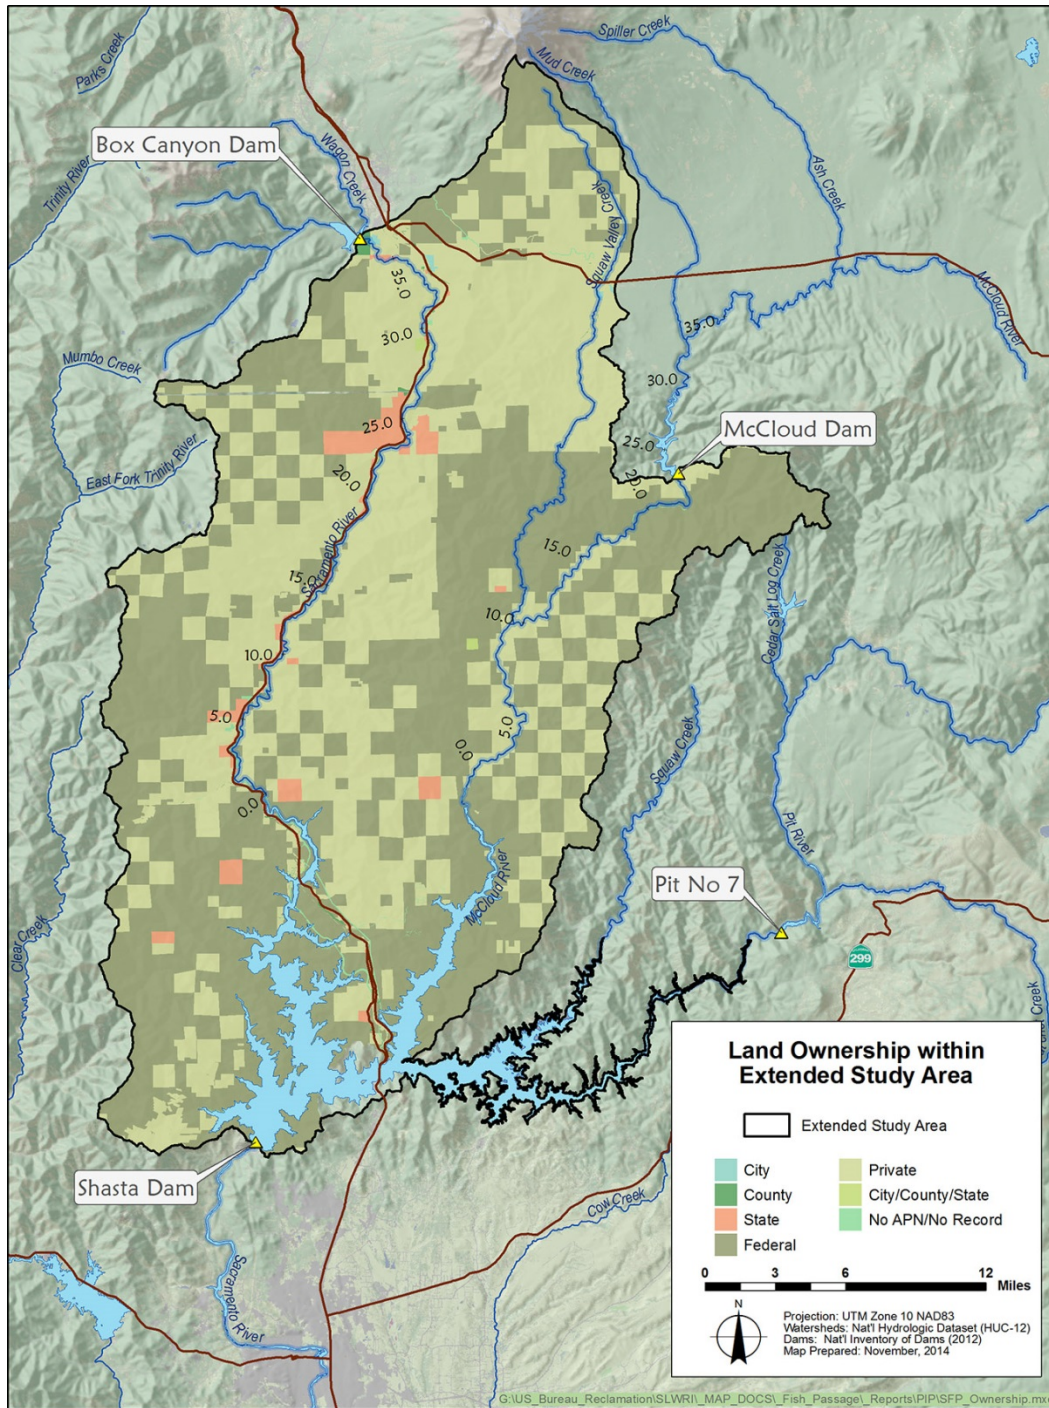 Spiller Creek
Parks Creek
Mud Creek
Box Canyon Dam
Wagon Creek
Trinity River
Ash Creek
Squaw Valley Creek
35.0
McCloud River
35.0
30.0
Mumbo Creek
30.0
25.0
McCloud Dam
25.0
East Fork Trinity River
20.0
20.0
Sacramento River
15.0
15.0
Cedar Salt Log Creek
10.0
10.0
5.0
5.0
0.0
Squaw Creek
0.0
Pit River
McCloud River
Pit No 7
Clear Creek
299
Creek
Land Ownership within
Extended Study Area
Extended Study Area
City
County
State
Federal
Private
City/County/State
No APN/No Record
0 3 6 12
Miles
N
Projection: UTM Zone 10 NAD83
Watersheds: Nat'l Hydrologic Dataset (HUC-12)
Dams: Nat'l Inventory of Dams (2012)
Map Prepared: November, 2014
Shasta Dam
Cow Creek
Sacramento River
G:\US_Bureau_Reclamation\SLWRI\_MAP_DOCS\_Fish_Passage\_Reports\PIP\SFP_Ownership.mxd